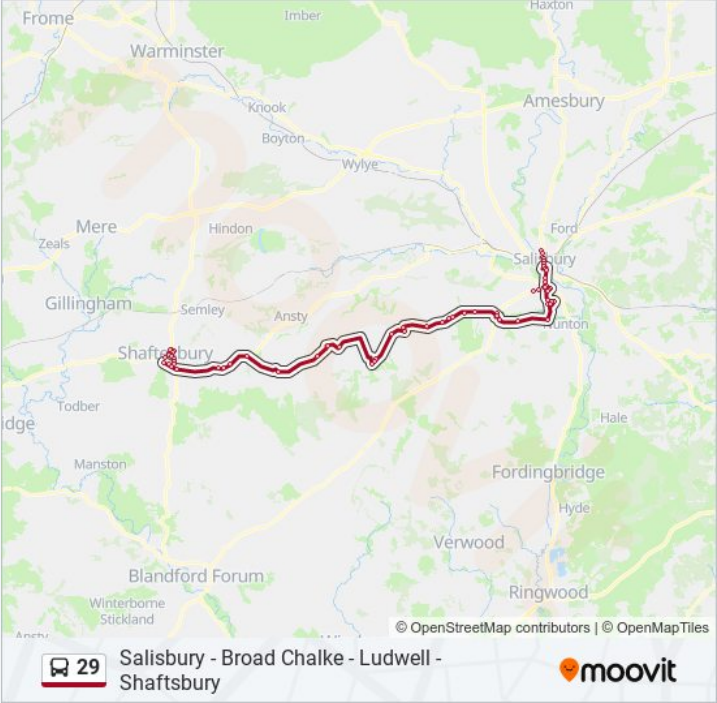 Frome
Imber
Haxton
Warminster
Amesbury
Knook
Boyton
Wylye
Mere
Hindon
Ford
Zeals
Salisbury
Gillingham
Semley
Ansty
Shaftesbury
Todber
Hale
Manston
Fordingbridge
Hyde
Verwood
Blandford Forum
Ringwood
Winterborne
Stickland
© OpenStreetMap contributors | © OpenMapTiles
29
Salisbury - Broad Chalke - Ludwell -
Shaftsbury
moovit